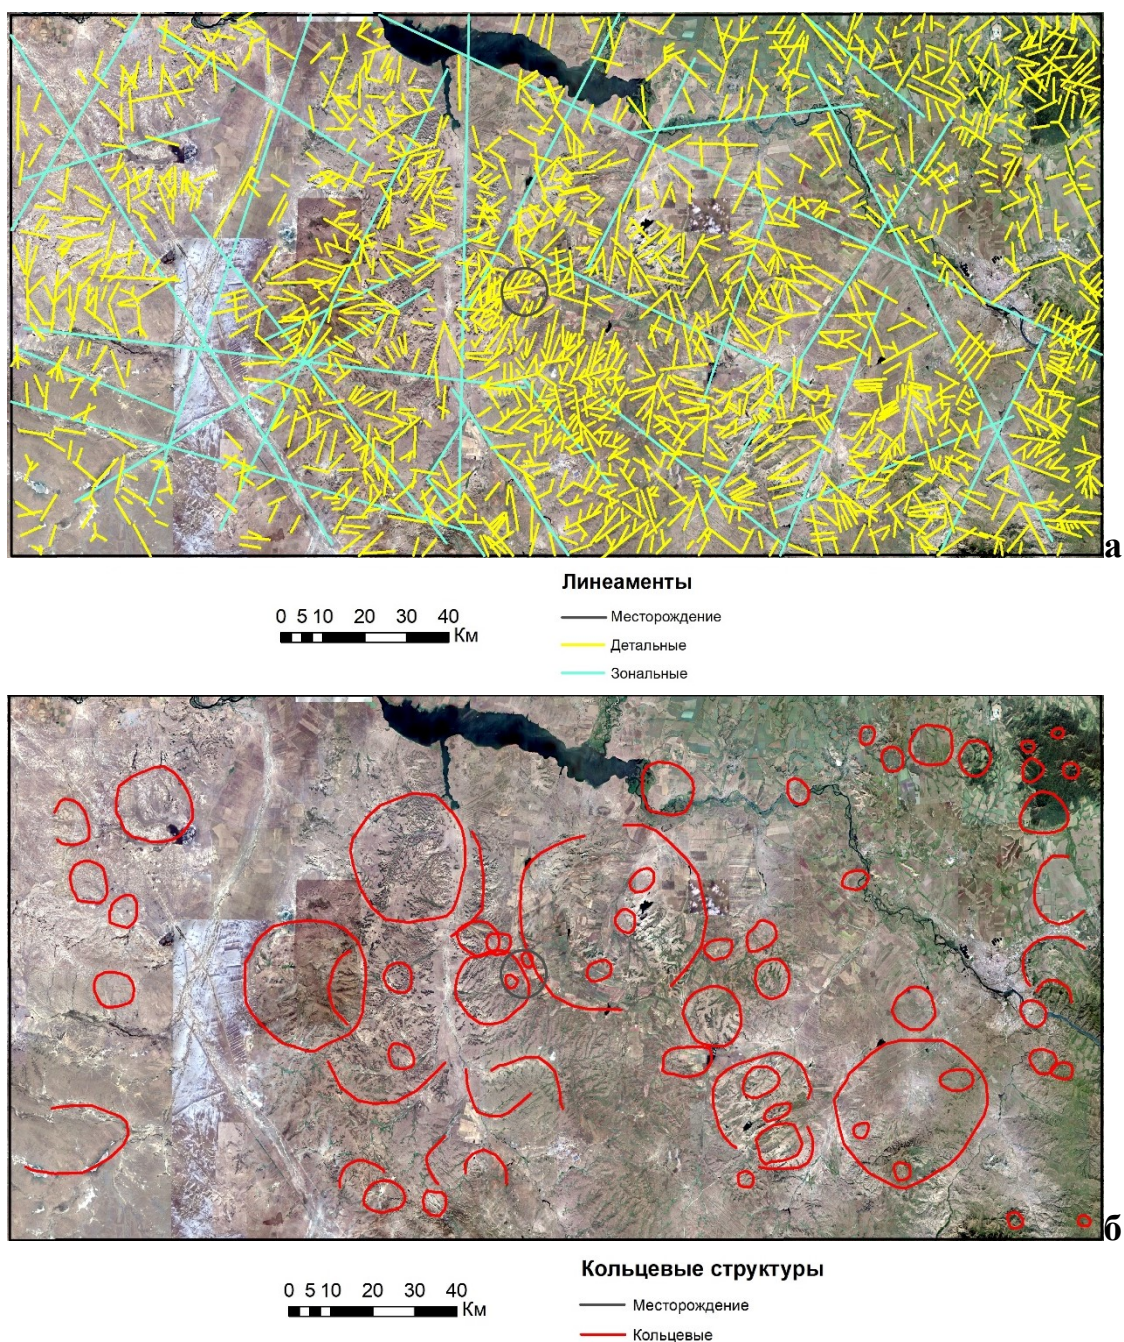 а
Линеаменты
0 5 10 20 30 40
Км
Месторождение
Детальные
Зональные
б
Кольцевые структуры
0 5 10 20 30 40
Км
Месторождение
Кольцевые